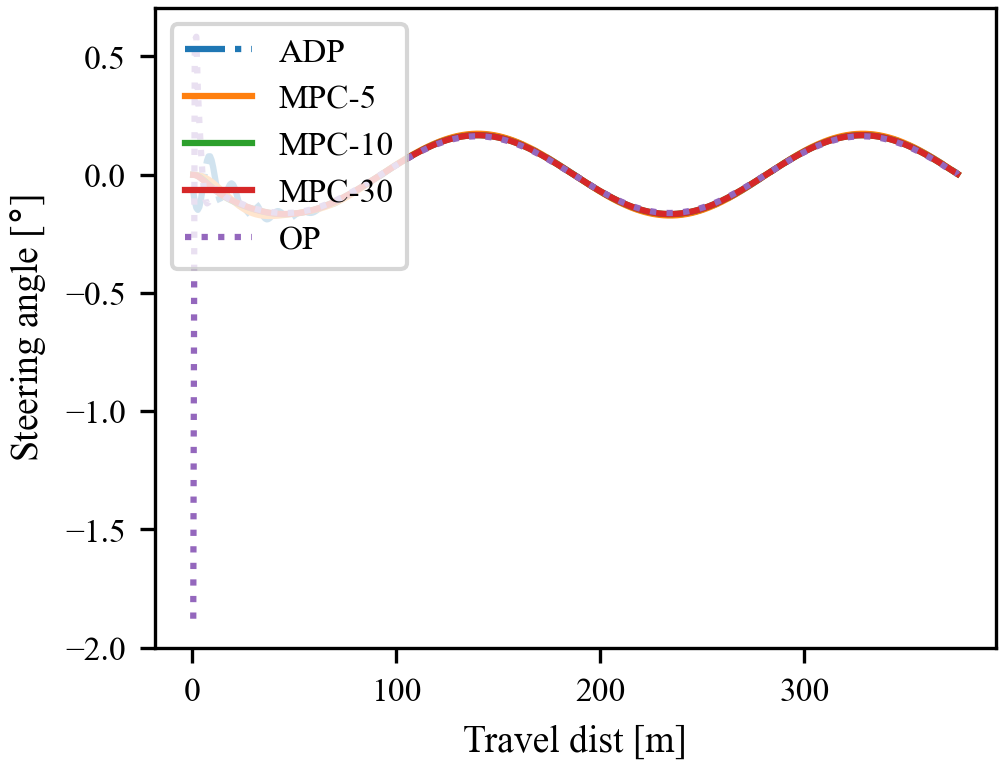 0.5
0.0
−0.5
−1.0
−1.5
−2.0
Steering angle [°]
ADP
MPC-5
MPC-10
MPC-30
OP
0
100
200
300
Travel dist [m]